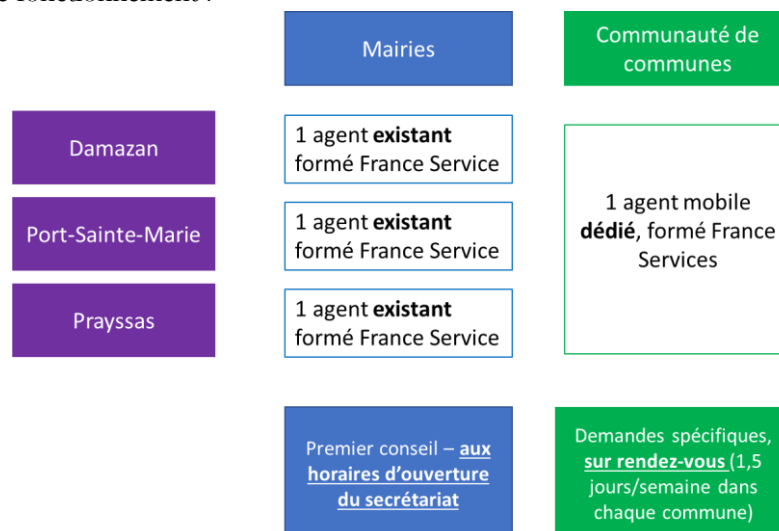 e fonctionnement :
Mairies
Communauté de
communes
Damazan
1 agent existant
formé France Service
Port-Sainte-Marie
1 agent existant
formé France Service
Prayssas
1 agent existant
formé France Service
1 agent mobile
dédié, formé France
Services
Premier conseil – aux
horaires d'ouverture
du secrétariat
Demandes spécifiques,
sur rendez-vous (1,5
jours/semaine dans
chaque commune)